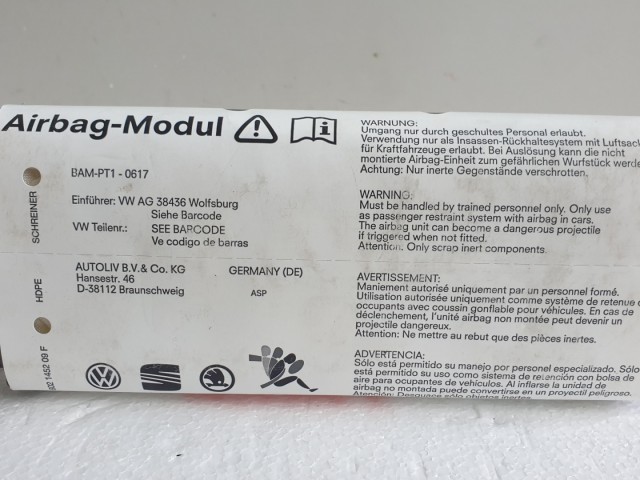 Airbag-Modul
BAM-PT1 - 0617
Einführer: VW AG 38436 Wolfsburg
Siehe Barcode
VW Teilenr.: SEE BARCODE
Ve codigo de barras
AUTOLIV B.V.& Co. KG GERMANY (DE)
Hansestr. 46
D-38112 Braunschweig ASP
SCHREINER
HDPE
1452 09 F
WARNUNG:
Umgang nur durch geschultes Personal erlaubt.
Verwendung nur als Insassen-Rückhaltesystem mit Luftsack
für Kraftfahrzeuge erlaubt. Bei Auslösung kann die nicht
montierte Airbag-Einheit zum gefährlichen Wurfstück
Achtung: Nur inerte Gegenstände verschrotten.
WARNING:
Must be handled by trained personnel only. Only use
as passenger restraint system with airbag in cars.
The airbag unit can become a dangerous projectile
if triggered when not fitted.
Attention: Only scrap inert components.
AVERTISSEMENT:
Maniement autorisé uniquement par un personnel formé.
Utilisation autorisée uniquement comme système de retenue
occupants avec coussin gonflable pour véhicules. En cas de
déclenchement, l'unité airbag non montée peut devenir un
projectile dangereux.
Attention: Ne mettre au rebut que des pièces inertes.
ADVERTENCIA:
Sólo está permitido su manejo por personel especializado. Sólo
está permitido su uso como sistema de retención con bolsa de
aire para ocupantes de vehículos. Al inflarse la unidad de
airbag no montada puede convertirse en un proyectil peligroso.
Atención: Desguace sólo objetos inertes.